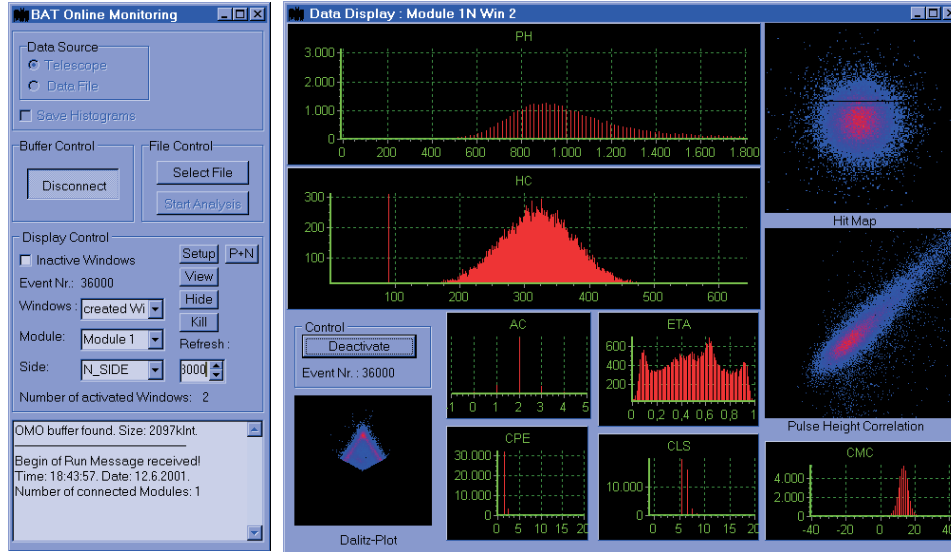 BAT Online Monitoring
Data Source
Telescope
Data File
Save Histograms
Buffer Control
Disconnect
File Control
Select File
Start Analysis
Display Control
Inactive Windows
Setup P+N
Event Nr.: 36000
View
Windows : created Wi
Hide
Kill
Module: Module 1
Refresh :
Side: N_SIDE 3000
Number of activated Windows: 2
OMO buffer found. Size: 2097kInt.
Begin of Run Message received!
Time: 18:43:57. Date: 12.6.2001.
Number of connected Modules: 1
Data Display : Module 1N Win 2
PH
3.000
2.000
1.000
0
0 200 400 600 800 1.000 1.200 1.400 1.600 1.800
HC
300
200
100
100 200 300 400 500 600
Control
Deactivate
Event Nr. : 36000
Dalitz-Plot
AC
-1 0 1 2 3 4 5
ETA
600
400
200
0
0 0,2 0,4 0,6 0,8 1
CPE
30.000
20.000
10.000
0
0 5 10 15 20
CLS
10.000
0
0 5 10 15 20
Hit Map
Pulse Height Correlation
CMC
4.000
2.000
0
-40 -20 0 20 40